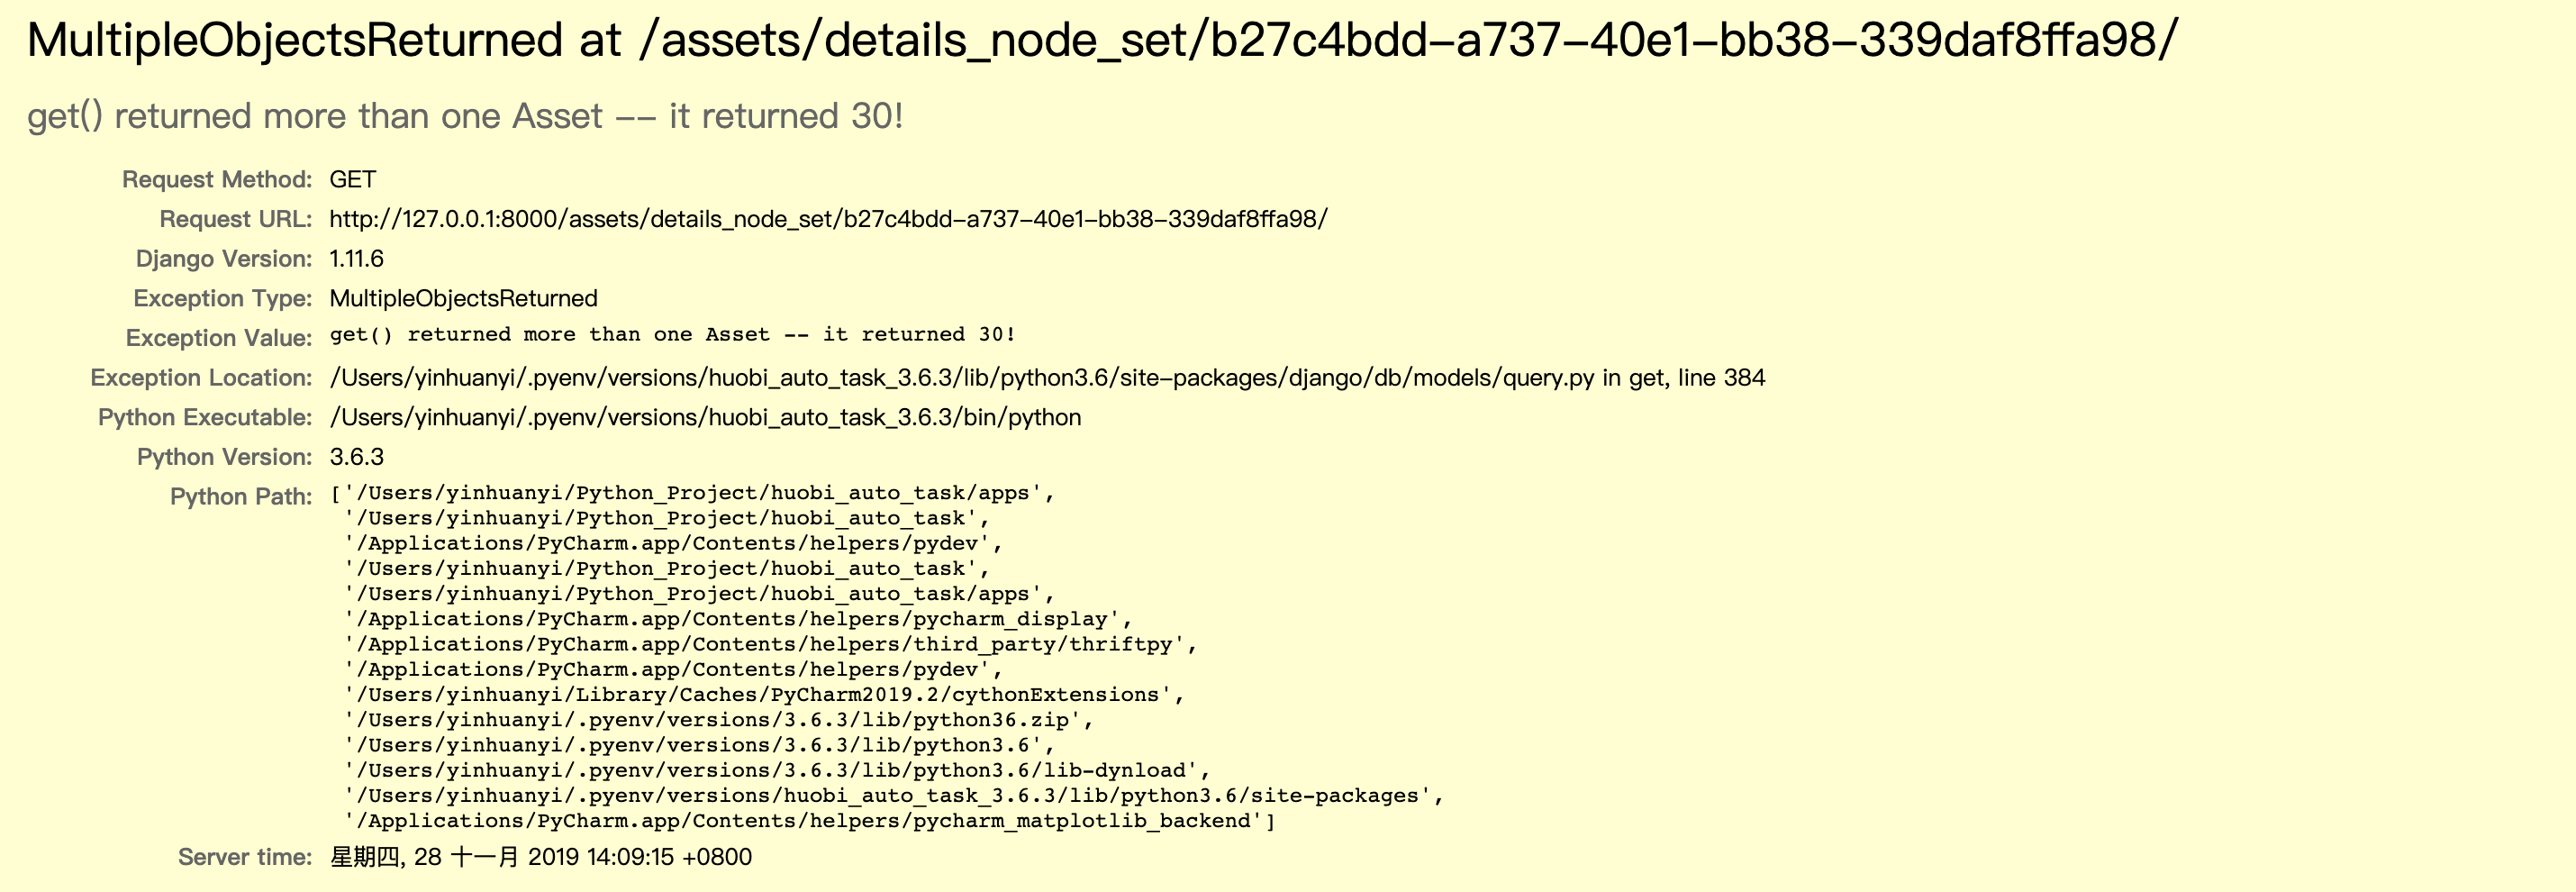 MultipleObjectsReturned at /assets/details_node_set/b27c4bdd-a737-40e1-bb38-339daf8ffa98/
get() returned more than one Asset -- it returned 30!
Request Method: GET
Request URL: http://127.0.0.1:8000/assets/details_node_set/b27c4bdd-a737-40e1-bb38-339daf8ffa98/
Django Version: 1.11.6
Exception Type: MultipleObjectsReturned
Exception Value: get() returned more than one Asset -- it returned 30!
Exception Location: /Users/yinhuanyi/.pyenv/versions/huobi_auto_task_3.6.3/lib/python3.6/site-packages/django/db/models/query.py in get, line 384
Python Executable: /Users/yinhuanyi/.pyenv/versions/huobi_auto_task_3.6.3/bin/python
Python Version: 3.6.3
Python Path: ['/Users/yinhuanyi/Python_Project/huobi_auto_task/apps',
'/Users/yinhuanyi/Python_Project/huobi_auto_task',
'/Applications/PyCharm.app/Contents/helpers/pydev',
'/Users/yinhuanyi/Python_Project/huobi_auto_task',
'/Users/yinhuanyi/Python_Project/huobi_auto_task/apps',
'/Applications/PyCharm.app/Contents/helpers/pycharm_display',
'/Applications/PyCharm.app/Contents/helpers/third_party/thriftpy',
'/Applications/PyCharm.app/Contents/helpers/pydev',
'/Users/yinhuanyi/Library/Caches/PyCharm2019.2/cythonExtensions',
'/Users/yinhuanyi/.pyenv/versions/3.6.3/lib/python36.zip',
'/Users/yinhuanyi/.pyenv/versions/3.6.3/lib/python3.6',
'/Users/yinhuanyi/.pyenv/versions/3.6.3/lib/python3.6/lib-dynload',
'/Users/yinhuanyi/.pyenv/versions/huobi_auto_task_3.6.3/lib/python3.6/site-packages',
'/Applications/PyCharm.app/Contents/helpers/pycharm_matplotlib_backend']
Server time: 星期四, 28 十一月 2019 14:09:15 +0800